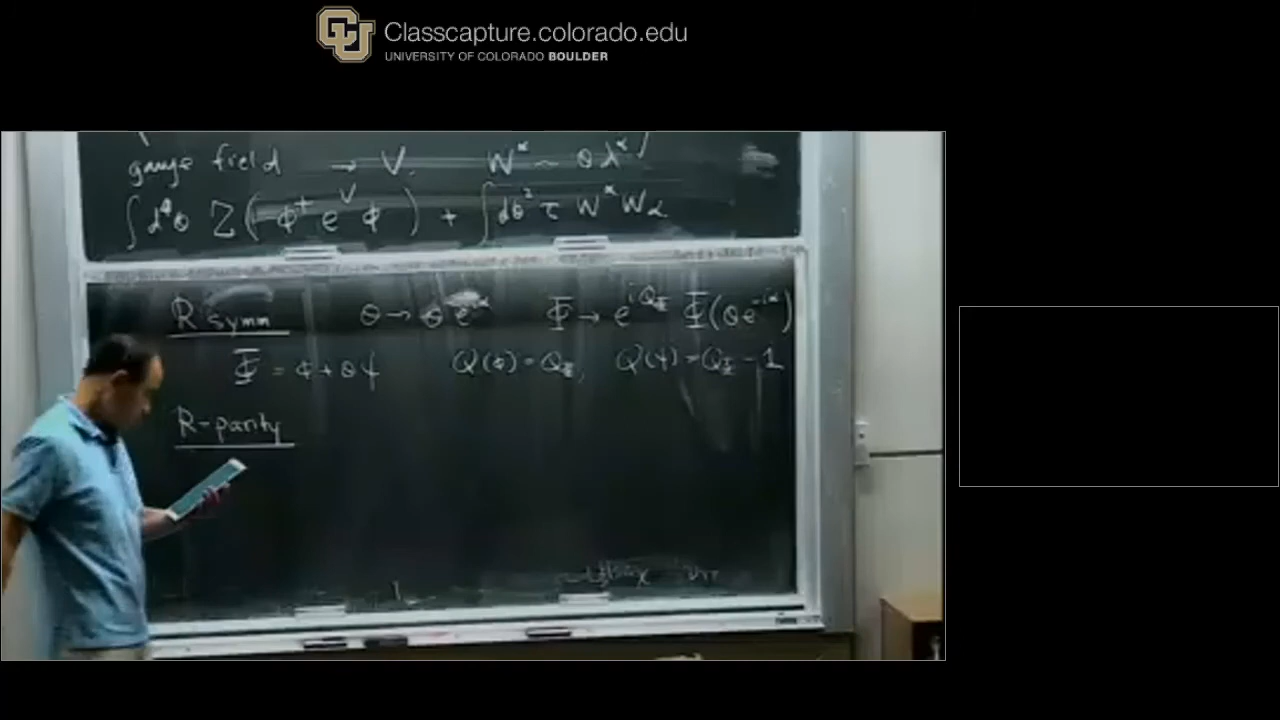 Classcapture.colorado.edu
UNIVERSITY OF COLORADO BOULDER
gauge field → V. W^α ~ θλ^α
∫d⁴θ Z(Φ† e^V Φ) + ∫dθ² τ W^α W_α
R symm θ → θ e^{-iα} Φ → e^{iQ_Φ} Φ(θe^{-iα})
Φ = φ + θψ Q(φ) = Q_Φ, Q(ψ) = Q_Φ - 1
R-parity